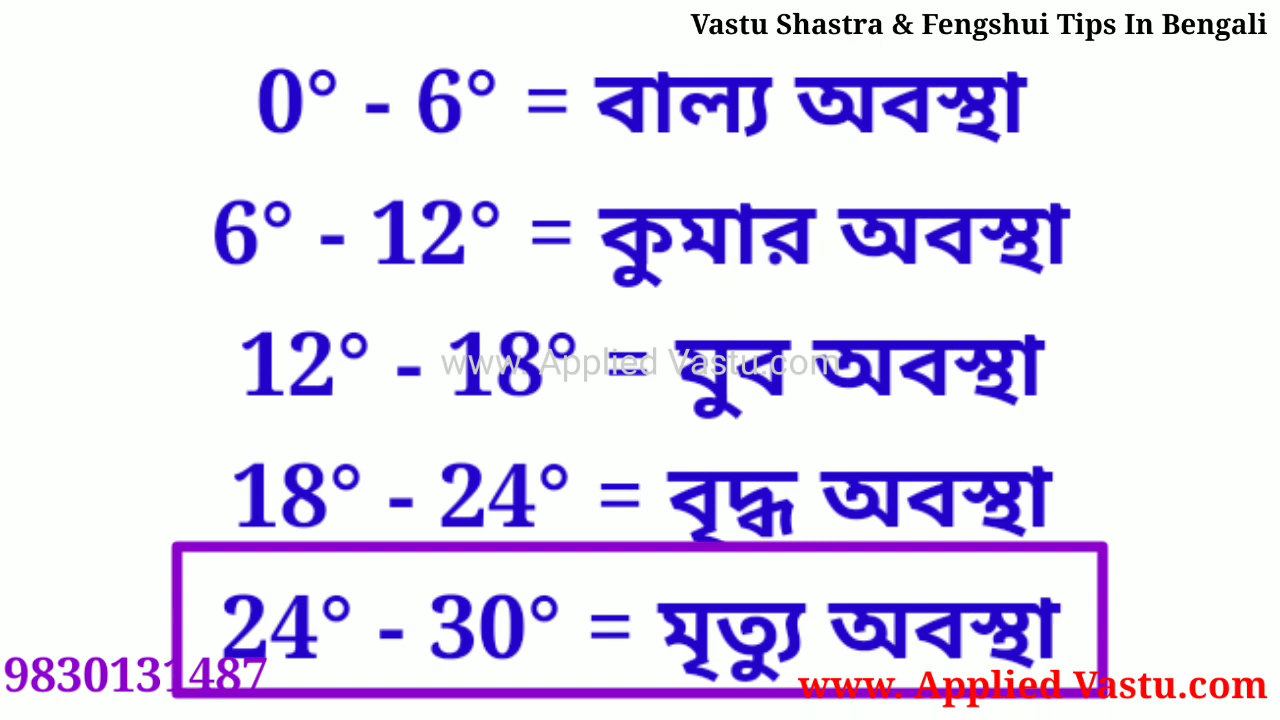 Vastu Shastra & Fengshui Tips In Bengali
0° - 6° = বাল্য অবস্থা
6° - 12° = কুমার অবস্থা
12° - 18° = যুব অবস্থা
www. Applied Vastu.com
18° - 24° = বৃদ্ধ অবস্থা
24° - 30° = মৃত্যু অবস্থা
9830131487
www. Applied Vastu.com